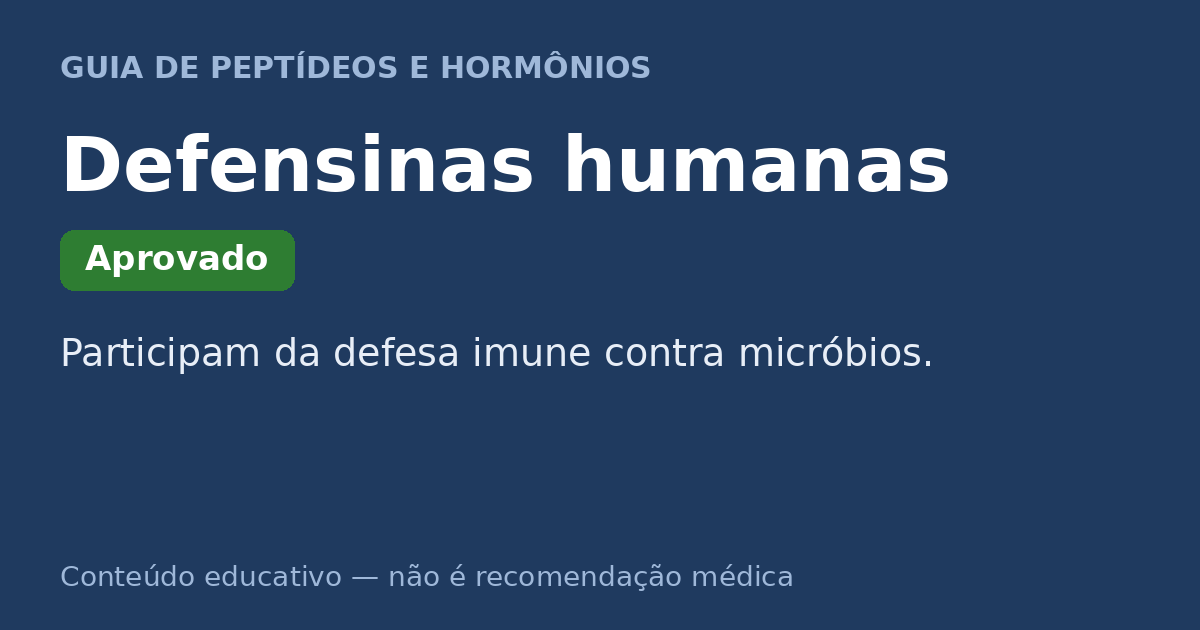 GUIA DE PEPTÍDEOS E HORMÔNIOS
Defensinas humanas
Aprovado
Participam da defesa imune contra micróbios.
Conteúdo educativo — não é recomendação médica